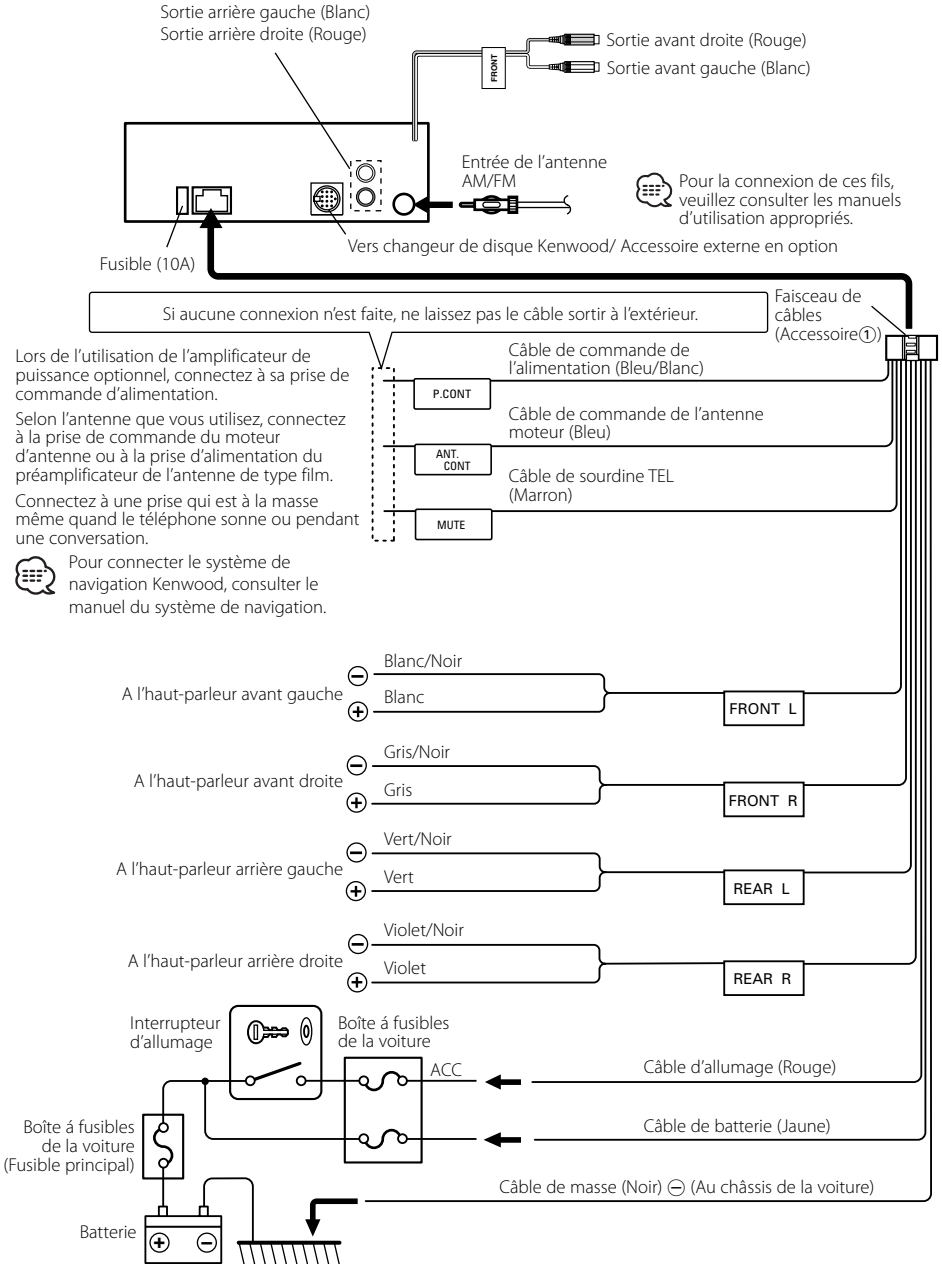 Sortie arrière gauche (Blanc)
Sortie arrière droite (Rouge)
FRONT
Sortie avant droite (Rouge)
Sortie avant gauche (Blanc)
Entrée de l'antenne
AM/FM
Pour la connexion de ces fils,
veuillez consulter les manuels
d'utilisation appropriés.
Vers changeur de disque Kenwood/ Accessoire externe en option
Fusible (10A)
Si aucune connexion n'est faite, ne laissez pas le câble sortir à l'extérieur.
Faisceau de
câbles
(Accessoire①)
Lors de l'utilisation de l'amplificateur de
puissance optionnel, connectez à sa prise de
commande d'alimentation.
Câble de commande de
l'alimentation (Bleu/Blanc)
P.CONT
Selon l'antenne que vous utilisez, connectez
à la prise de commande du moteur
d'antenne ou à la prise d'alimentation du
préamplificateur de l'antenne de type film.
Câble de commande de l'antenne
moteur (Bleu)
ANT.
CONT
Connectez à une prise qui est à la masse
même quand le téléphone sonne ou pendant
une conversation.
Câble de sourdine TEL
(Marron)
MUTE
Pour connecter le système de
navigation Kenwood, consulter le
manuel du système de navigation.
A l'haut-parleur avant gauche
⊖ Blanc/Noir
⊕ Blanc
FRONT L
A l'haut-parleur avant droite
⊖ Gris/Noir
⊕ Gris
FRONT R
A l'haut-parleur arrière gauche
⊖ Vert/Noir
⊕ Vert
REAR L
A l'haut-parleur arrière droite
⊖ Violet/Noir
⊕ Violet
REAR R
Interrupteur
d'allumage
Boîte á fusibles
de la voiture
ACC
Câble d'allumage (Rouge)
Boîte á fusibles
de la voiture
(Fusible principal)
Câble de batterie (Jaune)
Câble de masse (Noir) ⊖ (Au châssis de la voiture)
Batterie
⊕ ⊖